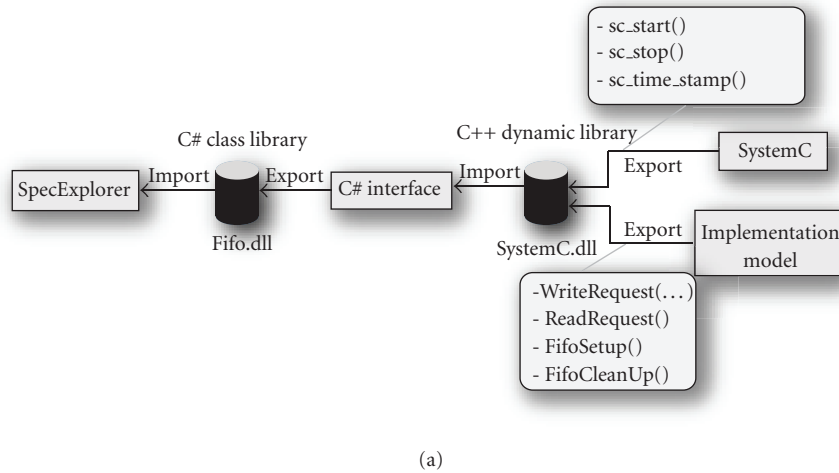 - sc_start()
- sc_stop()
- sc_time_stamp()
C# class library
C++ dynamic library
SpecExplorer
Import
Export
C# interface
Import
Export
SystemC
Fifo.dll
SystemC.dll
Export
Implementation
model
-WriteRequest(...)
- ReadRequest()
- FifoSetup()
- FifoCleanUp()
(a)